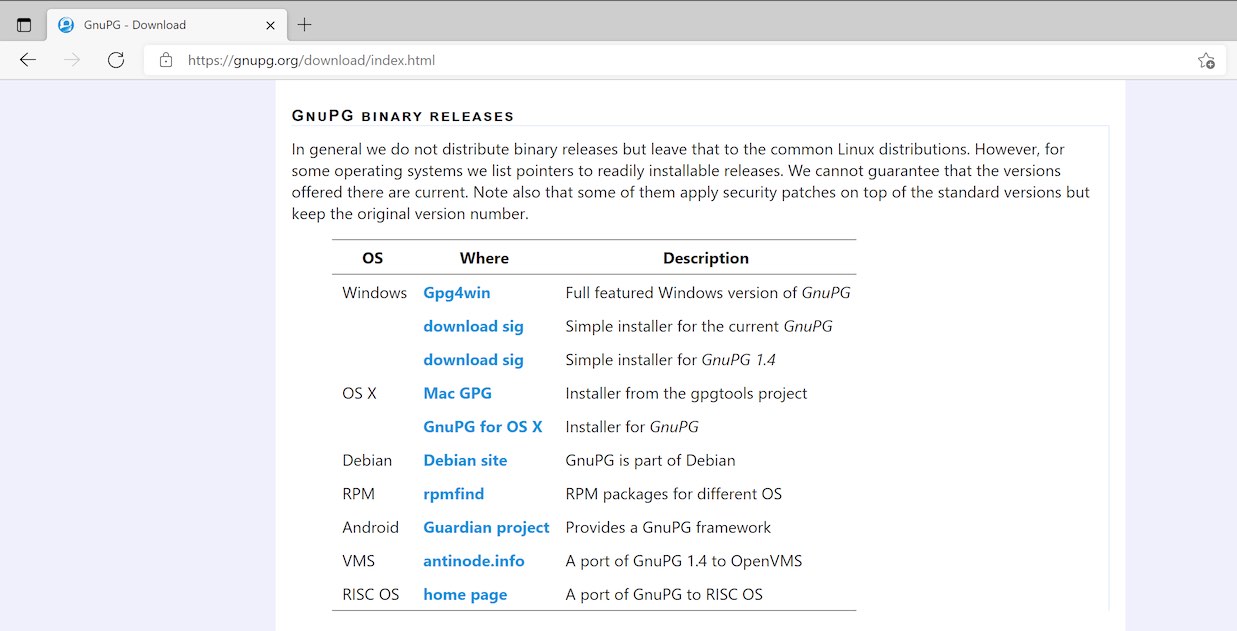 GnuPG - Download
https://gnupg.org/download/index.html
GNUPG BINARY RELEASES
In general we do not distribute binary releases but leave that to the common Linux distributions. However, for
some operating systems we list pointers to readily installable releases. We cannot guarantee that the versions
offered there are current. Note also that some of them apply security patches on top of the standard versions but
keep the original version number.
OS Where Description
Windows Gpg4win Full featured Windows version of GnuPG
download sig Simple installer for the current GnuPG
download sig Simple installer for GnuPG 1.4
OS X Mac GPG Installer from the gpgtools project
GnuPG for OS X Installer for GnuPG
Debian Debian site GnuPG is part of Debian
RPM rpmfind RPM packages for different OS
Android Guardian project Provides a GnuPG framework
VMS antinode.info A port of GnuPG 1.4 to OpenVMS
RISC OS home page A port of GnuPG to RISC OS